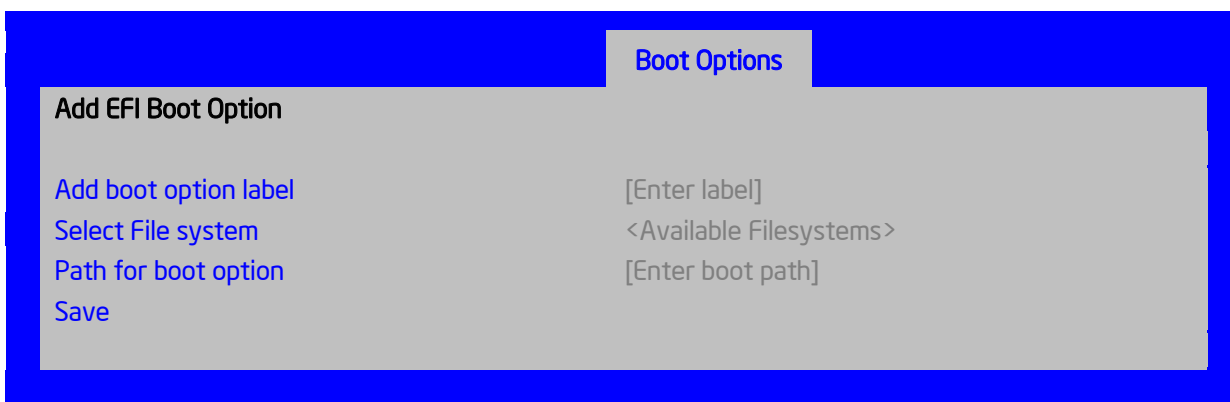 Boot Options
Add EFI Boot Option
Add boot option label [Enter label]
Select File system <Available Filesystems>
Path for boot option [Enter boot path]
Save